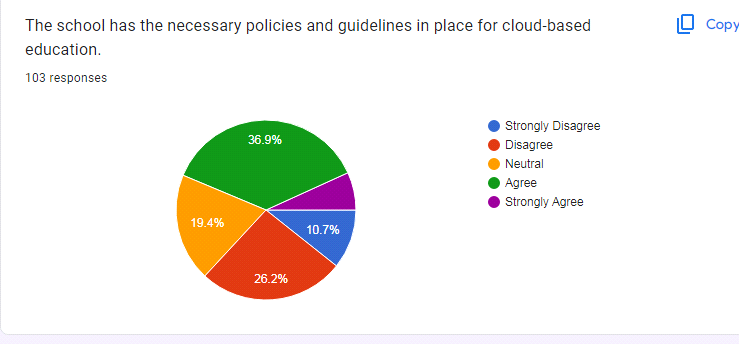 The school has the necessary policies and guidelines in place for cloud-based
Copy
education.
103 responses
36.9%
19.4%
10.7%
26.2%
Strongly Disagree
Disagree
Neutral
Agree
Strongly Agree